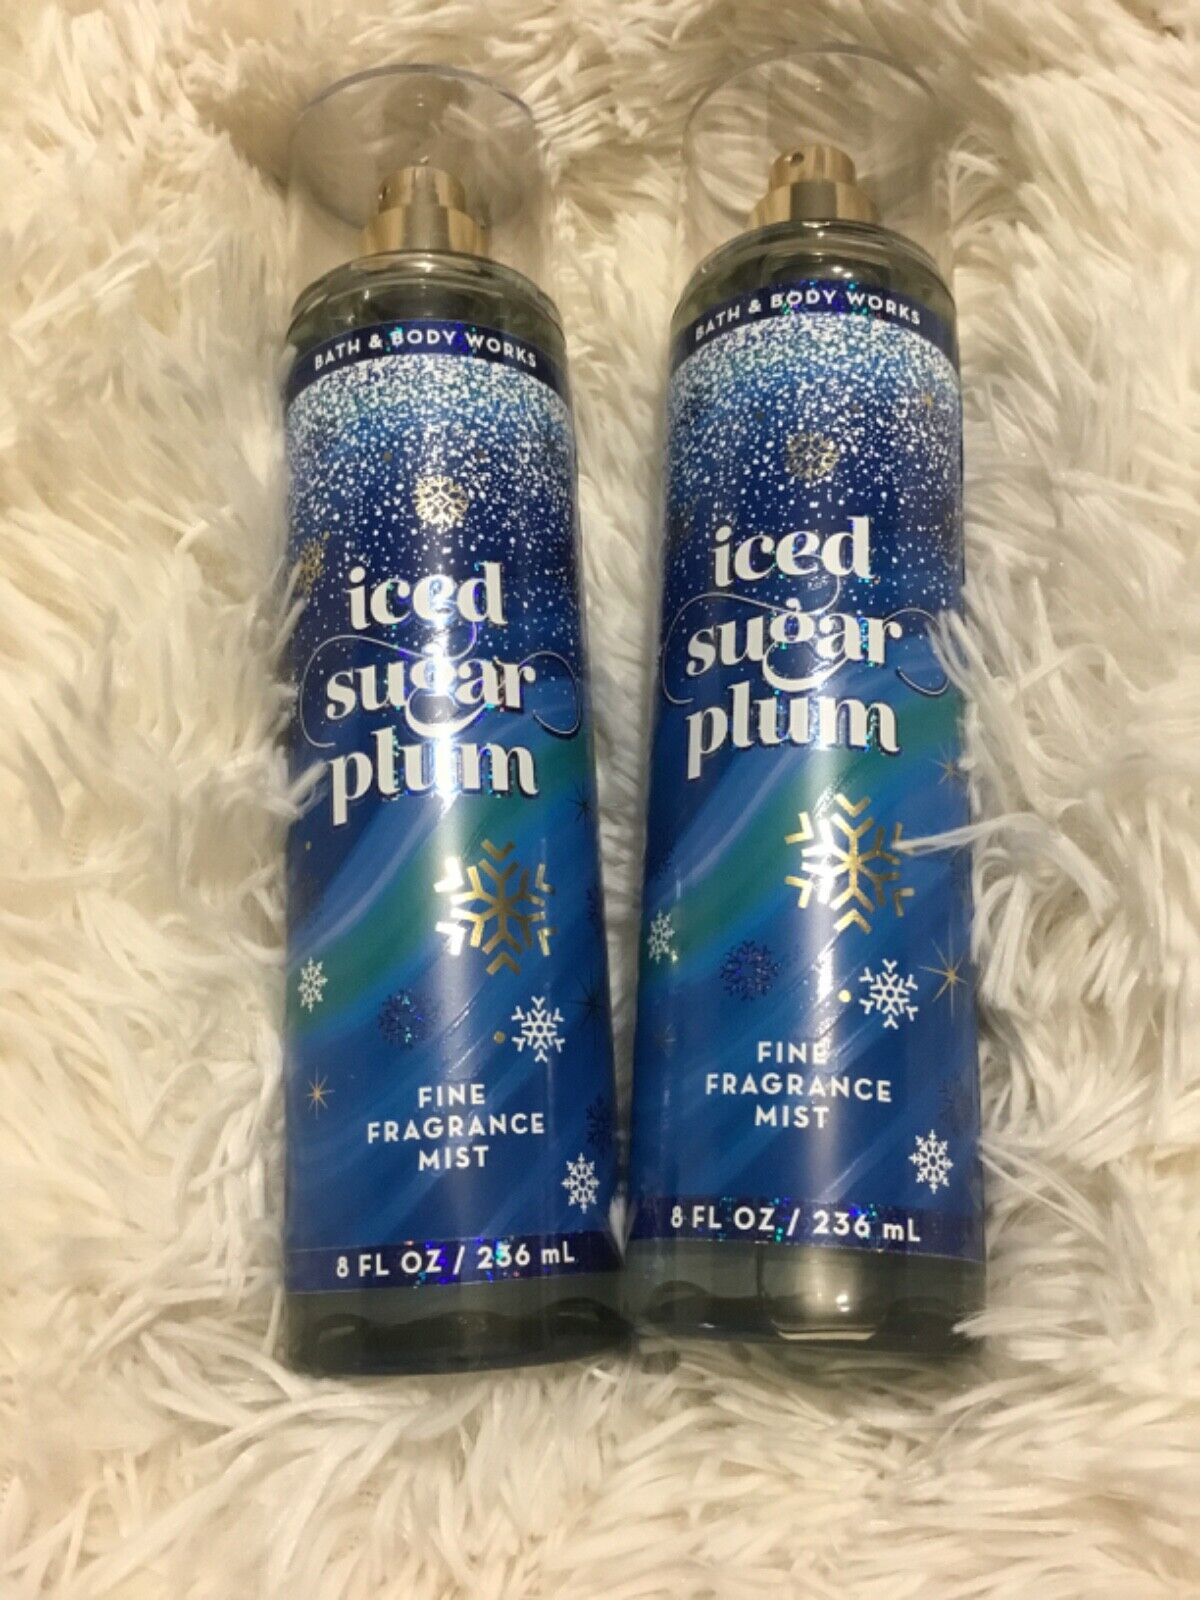 BATH & BODY WORKS
iced
sugar
plum
FINE
FRAGRANCE
MIST
8 FL OZ / 236 mL
BATH & BODY WORKS
iced
sugar
plum
FINE
FRAGRANCE
MIST
8 FL OZ / 236 mL